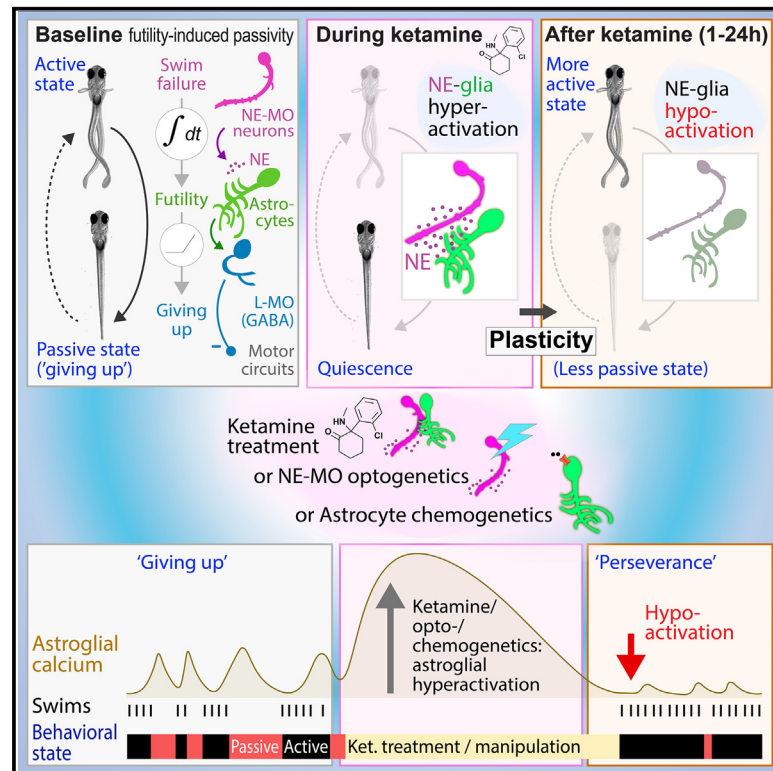 Baseline futility-induced passivity
Active state
Swim failure
NE-MO neurons
∫ dt
NE
Futility
Astro-
cytes
Giving up
L-MO (GABA)
Passive state ('giving up')
−
Motor circuits
During ketamine
HN
O
Cl
NE-glia
hyper-
activation
NE
Quiescence
Plasticity
After ketamine (1-24h)
More active state
NE-glia
hypo-
activation
(Less passive state)
Ketamine treatment
HN
O
Cl
or NE-MO optogenetics
or Astrocyte chemogenetics
'Giving up'
'Perseverance'
Astroglial calcium
Ketamine/
opto-/
chemogenetics:
astroglial
hyperactivation
Hypo-
activation
Swims
Behavioral state
Passive
Active
Ket. treatment / manipulation